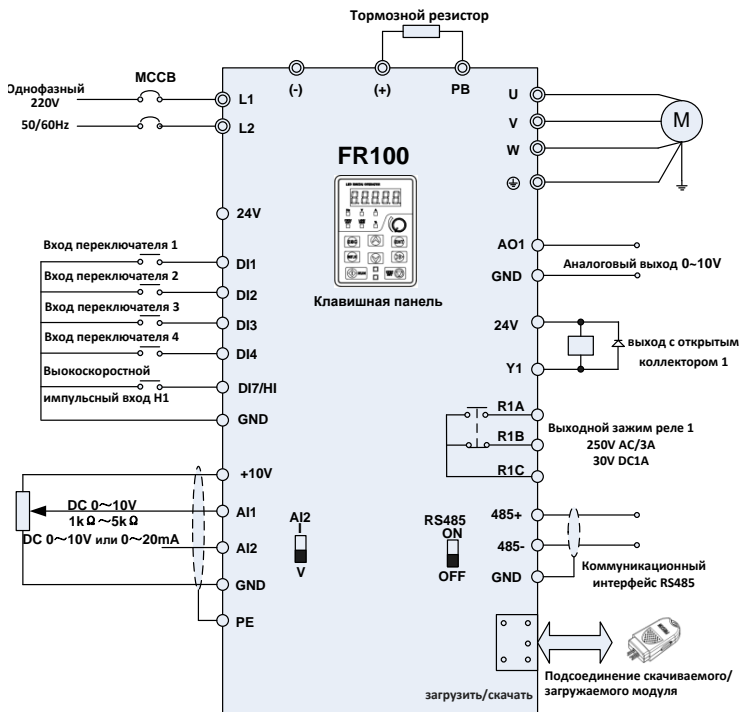 Тормозной резистор
Однофазный
220V
50/60Hz
MCCB
L1
L2
(-)
(+)
PB
U
V
W
M
FR100
Клавишная панель
24V
Вход переключателя 1
DI1
Вход переключателя 2
DI2
Вход переключателя 3
DI3
Вход переключателя 4
DI4
Выокоскоростной
импульсный вход H1
DI7/HI
GND
AO1
GND
Аналоговый выход 0~10V
24V
Y1
выход с открытым
коллектором 1
R1A
R1B
R1C
Выходной зажим реле 1
250V AC/3A
30V DC1A
+10V
AI1
DC 0～10V
1kΩ～5kΩ
DC 0～10V или 0～20mA
AI2
GND
PE
AI2
I
V
RS485
ON
OFF
485+
485-
GND
Коммуникационный
интерфейс RS485
Подсоединение скачиваемого/
загружаемого модуля
загрузить/скачать